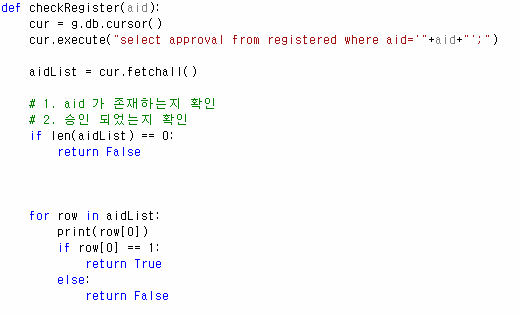 def checkRegister(aid):
    cur = g.db.cursor()
    cur.execute("select approval from registered where aid='"+aid+"';")
    aidList = cur.fetchall()
    # 1. aid 가 존재하는지 확인
    # 2. 승인 되었는지 확인
    if len(aidList) == 0:
        return False
    for row in aidList:
        print(row[0])
        if row[0] == 1:
            return True
        else:
            return False